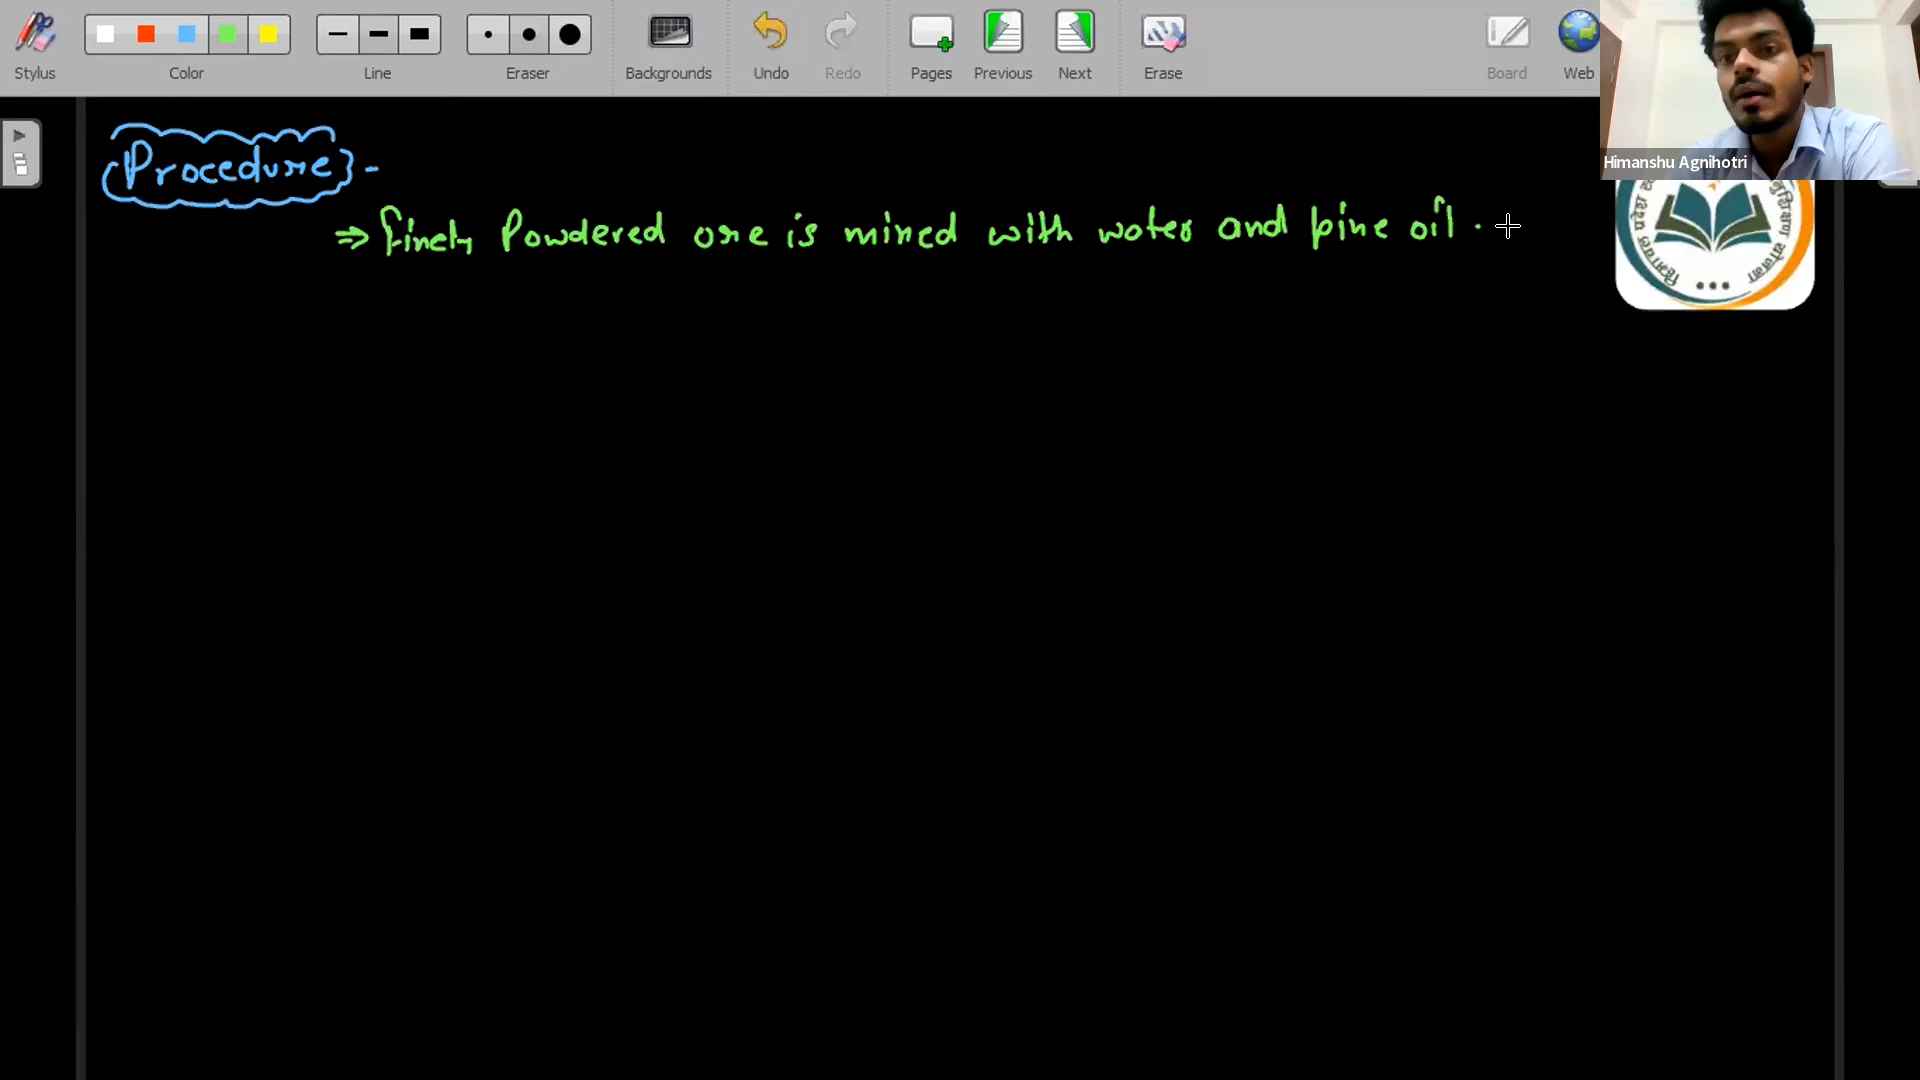 Stylus
Color
Line
Eraser
Backgrounds
Undo
Redo
Pages
Previous
Next
Erase
Board
Web
Himanshu Agnihotri
Procedure -
⇒ finely Powdered ore is mixed with water and pine oil .